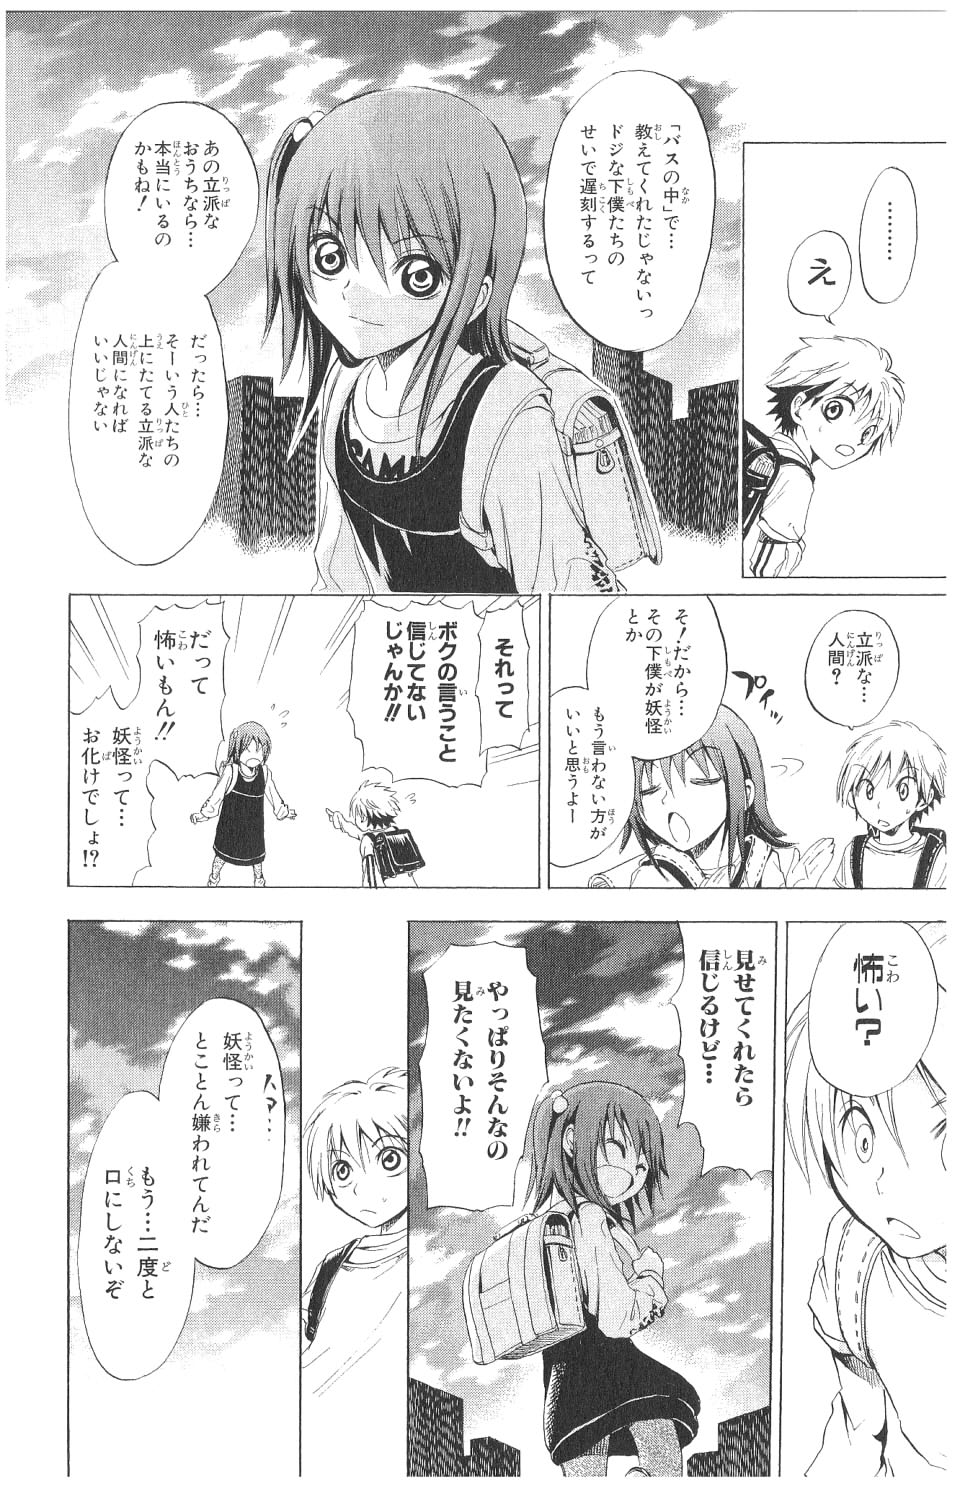 ………
え
「バスの中」で…
教えてくれたじゃないっ
ドジな下僕たちの
せいで遅刻するって
あの立派な
おうちなら…
本当にいるの
かもね！
だったら…
そーいう人たちの
上にたてる立派な
人間になれば
いいじゃない
立派な…
人間？
そ！だから…
その下僕が妖怪
とか
もう言わない方が
いいと思うよー
プイッ
それって
ボクの言うこと
信じてない
じゃんか!!
だって
怖いもん!!
妖怪って…
お化けでしょ!?
怖い？
見せてくれたら
信じるけど…
やっぱりそんなの
見たくないよ!!
妖怪って…
とことん嫌われてんだ
もう…二度と
口にしないぞ